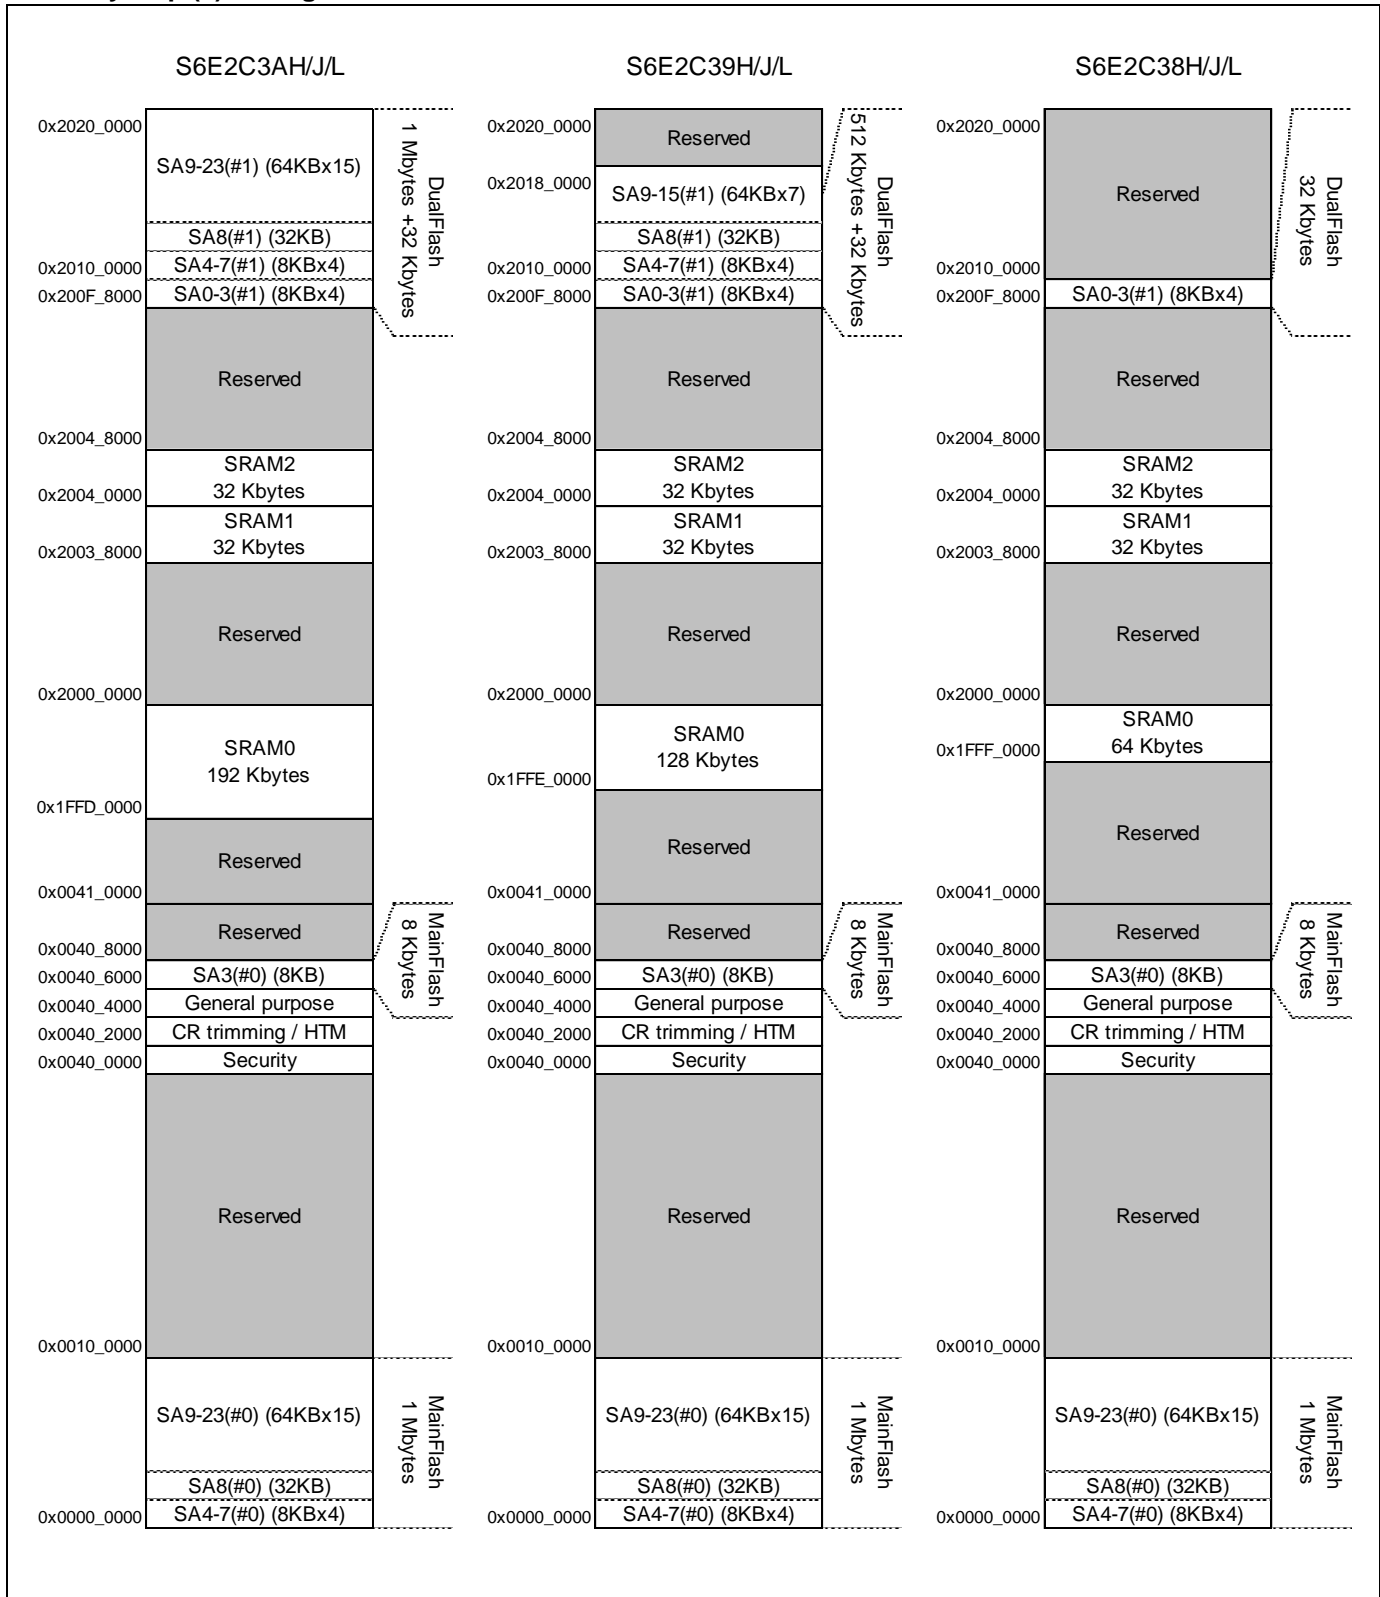 S6E2C3AH/J/L
0x2020_0000
SA9-23(#1) (64KBx15)
SA8(#1) (32KB)
0x2010_0000
SA4-7(#1) (8KBx4)
0x200F_8000
SA0-3(#1) (8KBx4)
DualFlash
1 Mbytes +32 Kbytes
Reserved
0x2004_8000
SRAM2
32 Kbytes
0x2004_0000
SRAM1
32 Kbytes
0x2003_8000
Reserved
0x2000_0000
SRAM0
192 Kbytes
0x1FFD_0000
Reserved
0x0041_0000
Reserved
0x0040_8000
0x0040_6000
SA3(#0) (8KB)
MainFlash
8 Kbytes
0x0040_4000
General purpose
0x0040_2000
CR trimming / HTM
0x0040_0000
Security
Reserved
0x0010_0000
SA9-23(#0) (64KBx15)
MainFlash
1 Mbytes
SA8(#0) (32KB)
0x0000_0000
SA4-7(#0) (8KBx4)
S6E2C39H/J/L
0x2020_0000
Reserved
0x2018_0000
SA9-15(#1) (64KBx7)
SA8(#1) (32KB)
0x2010_0000
SA4-7(#1) (8KBx4)
0x200F_8000
SA0-3(#1) (8KBx4)
DualFlash
512 Kbytes +32 Kbytes
Reserved
0x2004_8000
SRAM2
32 Kbytes
0x2004_0000
SRAM1
32 Kbytes
0x2003_8000
Reserved
0x2000_0000
SRAM0
128 Kbytes
0x1FFE_0000
Reserved
0x0041_0000
Reserved
0x0040_8000
0x0040_6000
SA3(#0) (8KB)
MainFlash
8 Kbytes
0x0040_4000
General purpose
0x0040_2000
CR trimming / HTM
0x0040_0000
Security
Reserved
0x0010_0000
SA9-23(#0) (64KBx15)
MainFlash
1 Mbytes
SA8(#0) (32KB)
0x0000_0000
SA4-7(#0) (8KBx4)
S6E2C38H/J/L
0x2020_0000
Reserved
0x2010_0000
0x200F_8000
SA0-3(#1) (8KBx4)
DualFlash
32 Kbytes
Reserved
0x2004_8000
SRAM2
32 Kbytes
0x2004_0000
SRAM1
32 Kbytes
0x2003_8000
Reserved
0x2000_0000
SRAM0
64 Kbytes
0x1FFF_0000
Reserved
0x0041_0000
Reserved
0x0040_8000
0x0040_6000
SA3(#0) (8KB)
MainFlash
8 Kbytes
0x0040_4000
General purpose
0x0040_2000
CR trimming / HTM
0x0040_0000
Security
Reserved
0x0010_0000
SA9-23(#0) (64KBx15)
MainFlash
1 Mbytes
SA8(#0) (32KB)
0x0000_0000
SA4-7(#0) (8KBx4)